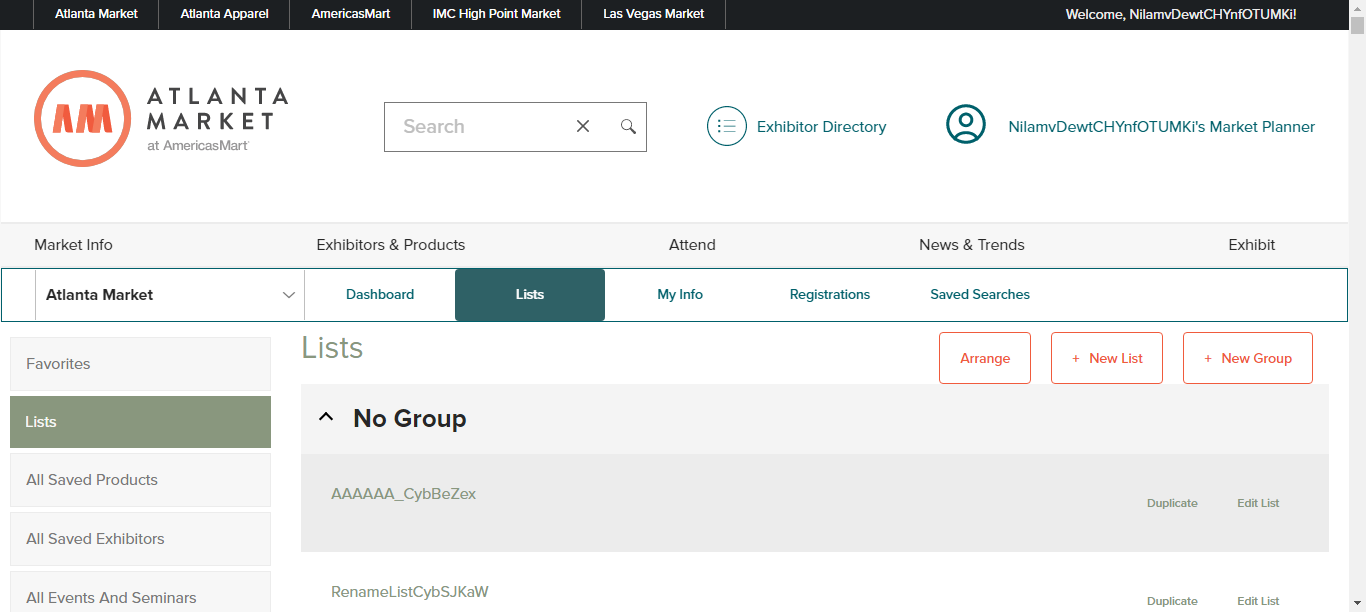 Atlanta Market Atlanta Apparel AmericasMart IMC High Point Market Las Vegas Market Welcome, NilamvDewtCHYnfOTUMKi!
AM
ATLANTA
MARKET
at AmericasMart
Search
Exhibitor Directory
NilamvDewtCHYnfOTUMKi's Market Planner
Market Info Exhibitors & Products Attend News & Trends Exhibit
Atlanta Market Dashboard Lists My Info Registrations Saved Searches
Favorites
Lists
All Saved Products
All Saved Exhibitors
All Events And Seminars
Lists
Arrange + New List + New Group
No Group
AAAAAA_CybBeZex
Duplicate Edit List
RenameListCybSJKaW
Duplicate Edit List